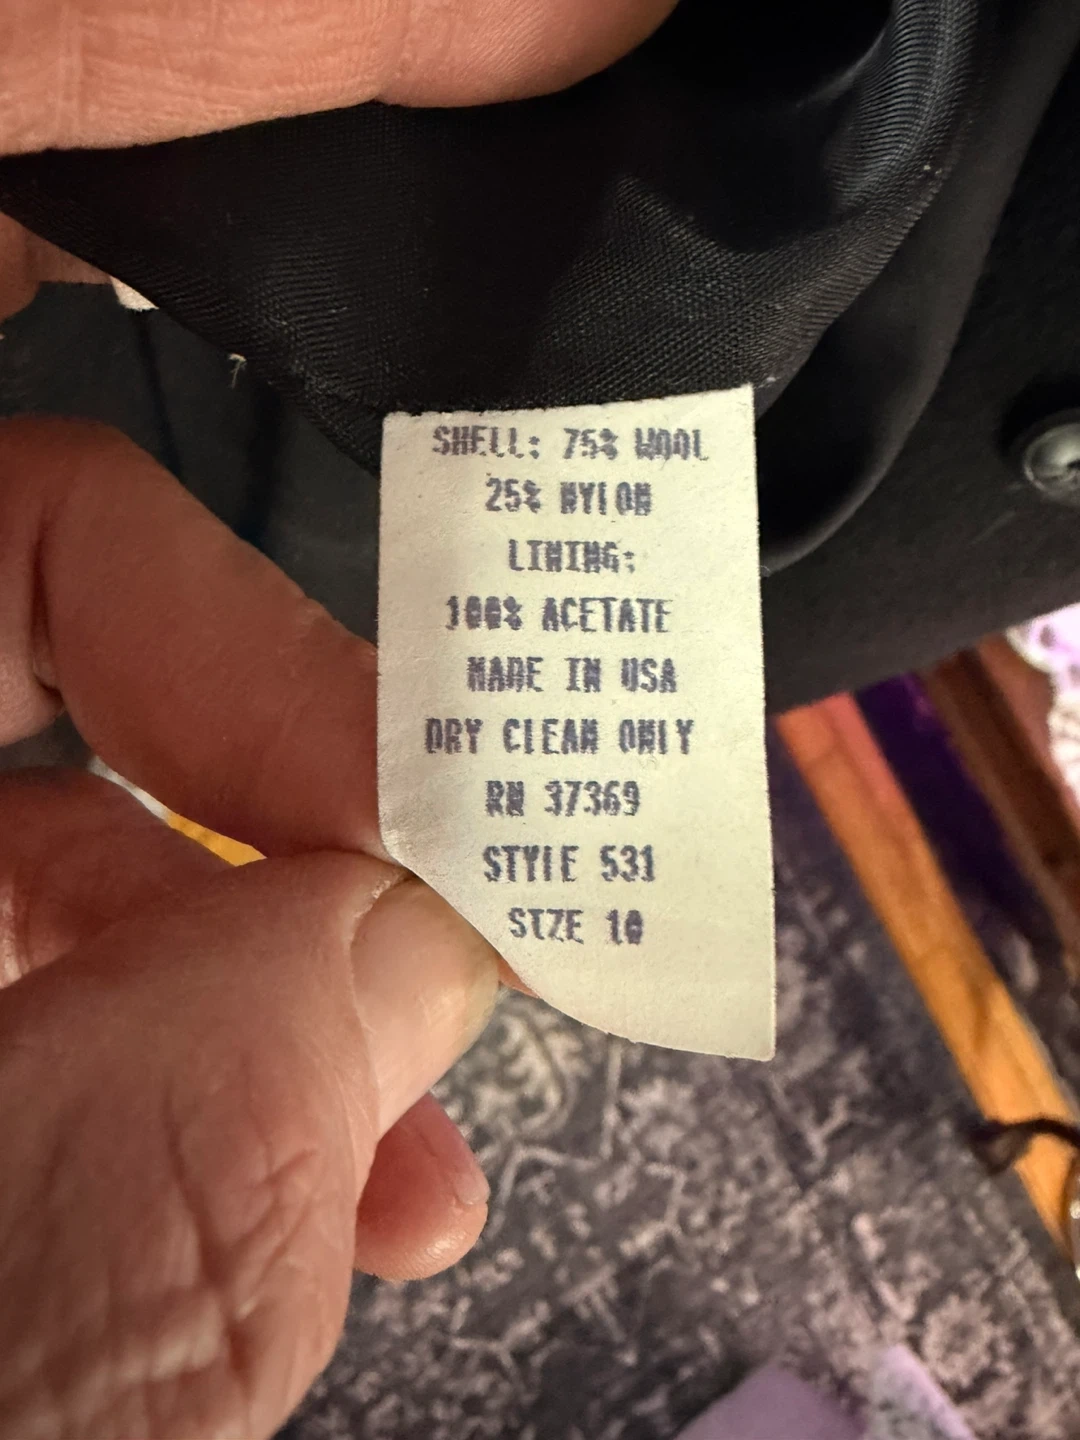 SHELL: 75% WOOL
25% NYLON
LINING:
100% ACETATE
MADE IN USA
DRY CLEAN ONLY
RN 37369
STYLE 531
SIZE 10